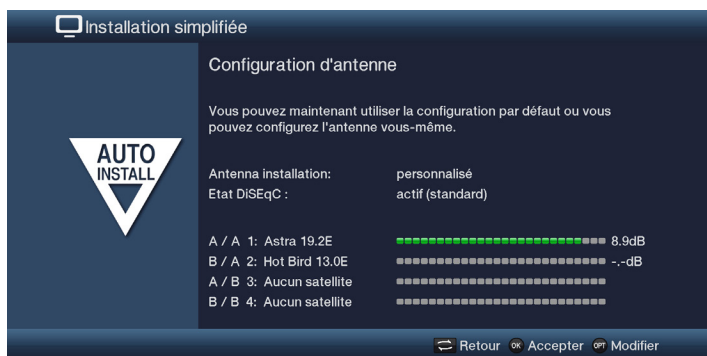 Installation simplifiée
Configuration d'antenne
Vous pouvez maintenant utiliser la configuration par défaut ou vous
pouvez configurez l'antenne vous-même.
AUTO
INSTALL
Antenna installation: personnalisé
Etat DiSEqC : actif (standard)
A / A 1: Astra 19.2E 8.9dB
B / A 2: Hot Bird 13.0E -.-dB
A / B 3: Aucun satellite
B / B 4: Aucun satellite
Retour OK Accepter OPT Modifier